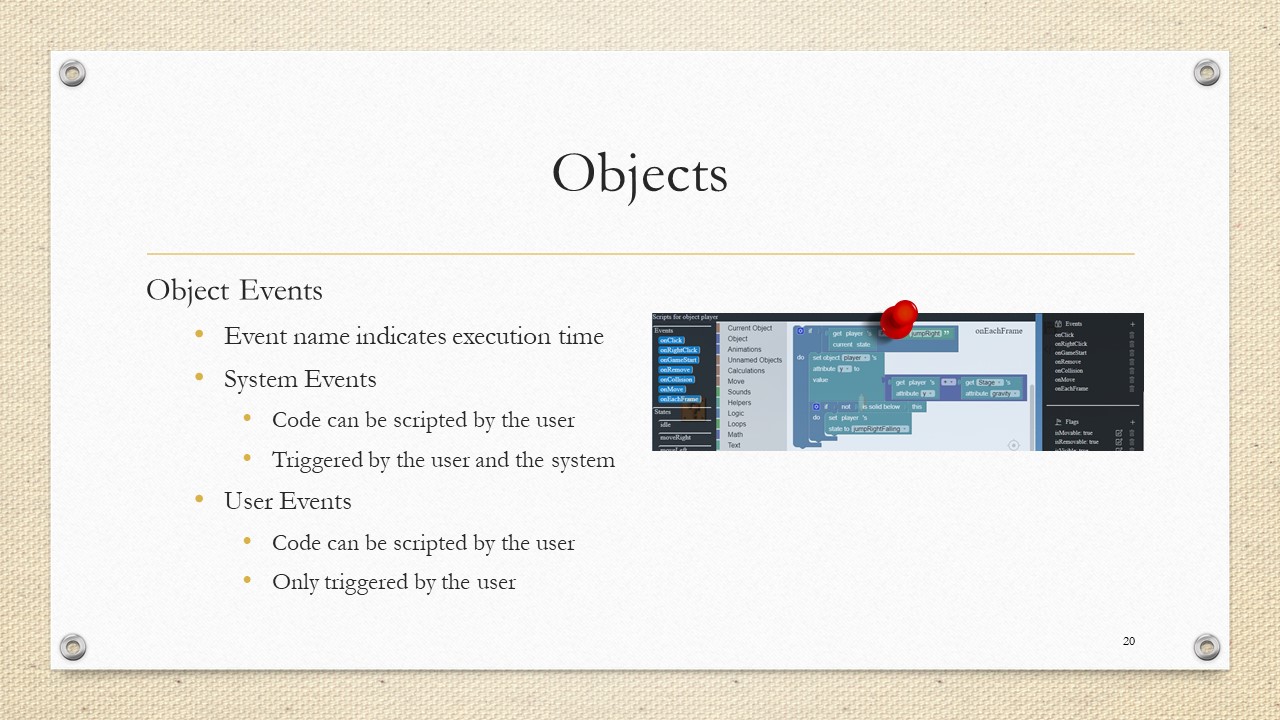 Objects
Object Events
Event name indicates execution time
System Events
Code can be scripted by the user
Triggered by the user and the system
User Events
Code can be scripted by the user
Only triggered by the user
Scripts for object player
Events
onClick
onRightClick
onGameStart
onRemove
onCollision
onMove
onEachFrame
States
idle
moveRight
Current Object
Object
Animations
Unnamed Objects
Calculations
Move
Sounds
Helpers
Logic
Loops
Math
Text
if
get player 's
current state
jumpRight
onEachFrame
do set object player 's
attribute y to
value
get player 's + get Stage 's
attribute y attribute gravity
if not is solid below this
do set player 's
state to jumpRightFalling
Events +
onClick
onRightClick
onGameStart
onRemove
onCollision
onMove
onEachFrame
Flags +
isMovable: true
isRemovable: true
20